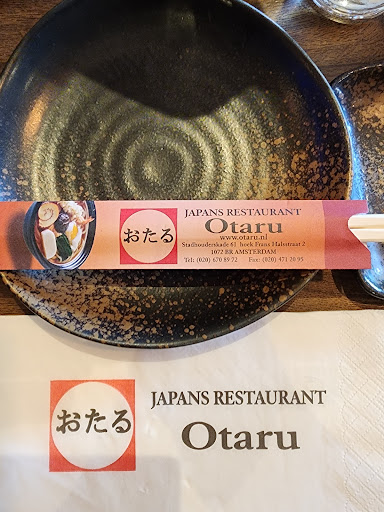 おたる
JAPANS RESTAURANT
Otaru
www.otaru.nl
Stadhouderskade 61 hoek Frans Halsstraat 2
1072 BR AMSTERDAM
Tel: (020) 670 89 72 Fax: (020) 471 20 95
おたる
JAPANS RESTAURANT
Otaru